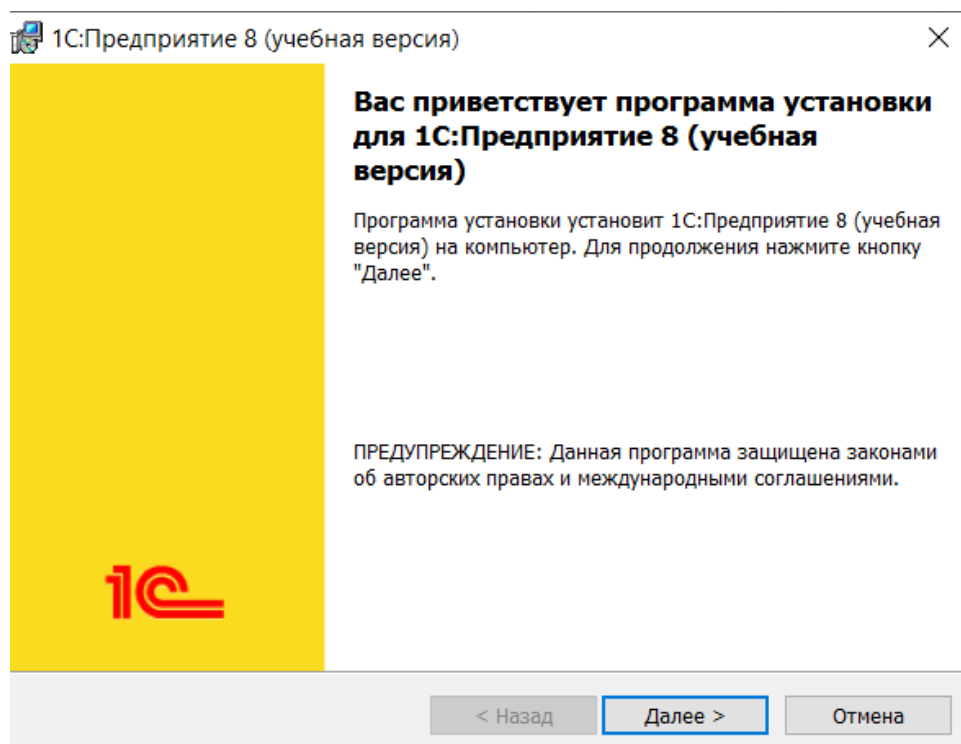 1С:Предприятие 8 (учебная версия)
Вас приветствует программа установки
для 1С:Предприятие 8 (учебная
версия)
Программа установки установит 1С:Предприятие 8 (учебная
версия) на компьютер. Для продолжения нажмите кнопку
"Далее".
ПРЕДУПРЕЖДЕНИЕ: Данная программа защищена законами
об авторских правах и международными соглашениями.
1С
< Назад
Далее >
Отмена